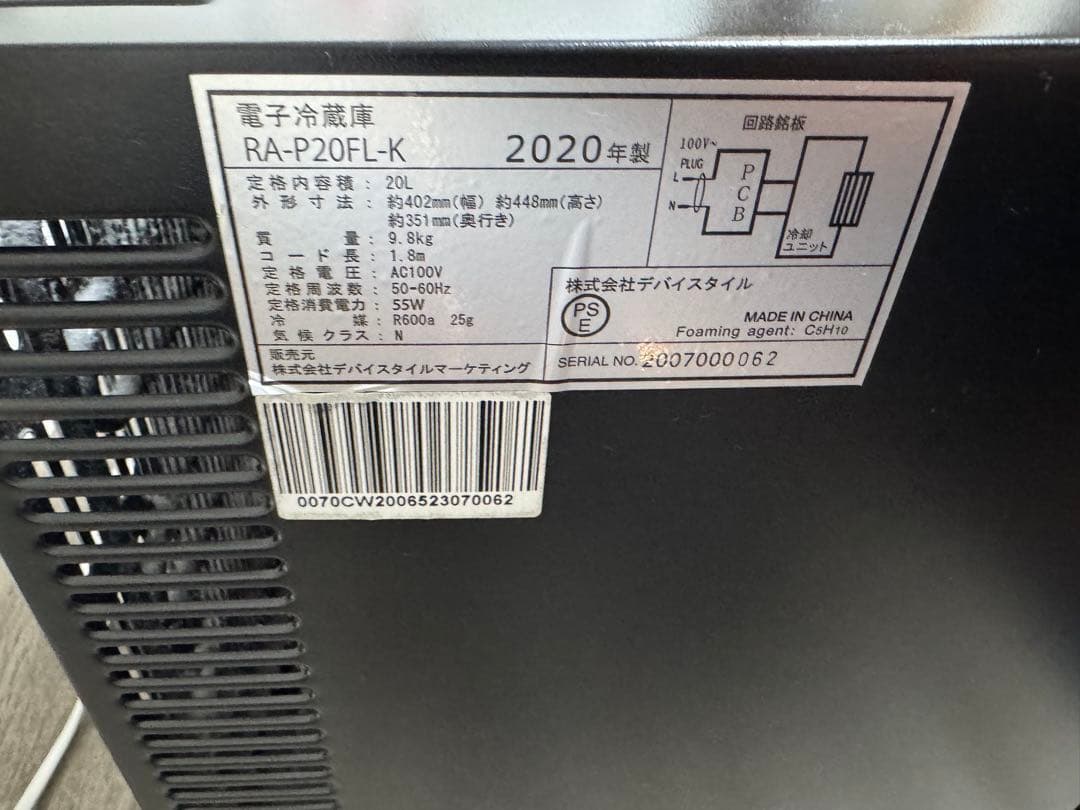 電子冷蔵庫
RA-P20FL-K 2020年製
定格内容積: 20L
外形寸法: 約402mm(幅) 約448mm(高さ)
約351mm(奥行き)
質量: 9.8kg
コード長: 1.8m
定格電圧: AC100V
定格周波数: 50-60Hz
定格消費電力: 55W
冷媒: R600a 25g
気候クラス: N
販売元
株式会社デバイスタイルマーケティング
回路銘板
100V~
PLUG
L
N
PCB
冷却
ユニット
株式会社デバイスタイル
PS
E
MADE IN CHINA
Foaming agent: C5H10
SERIAL NO. 2007000062
0070CW2006523070062